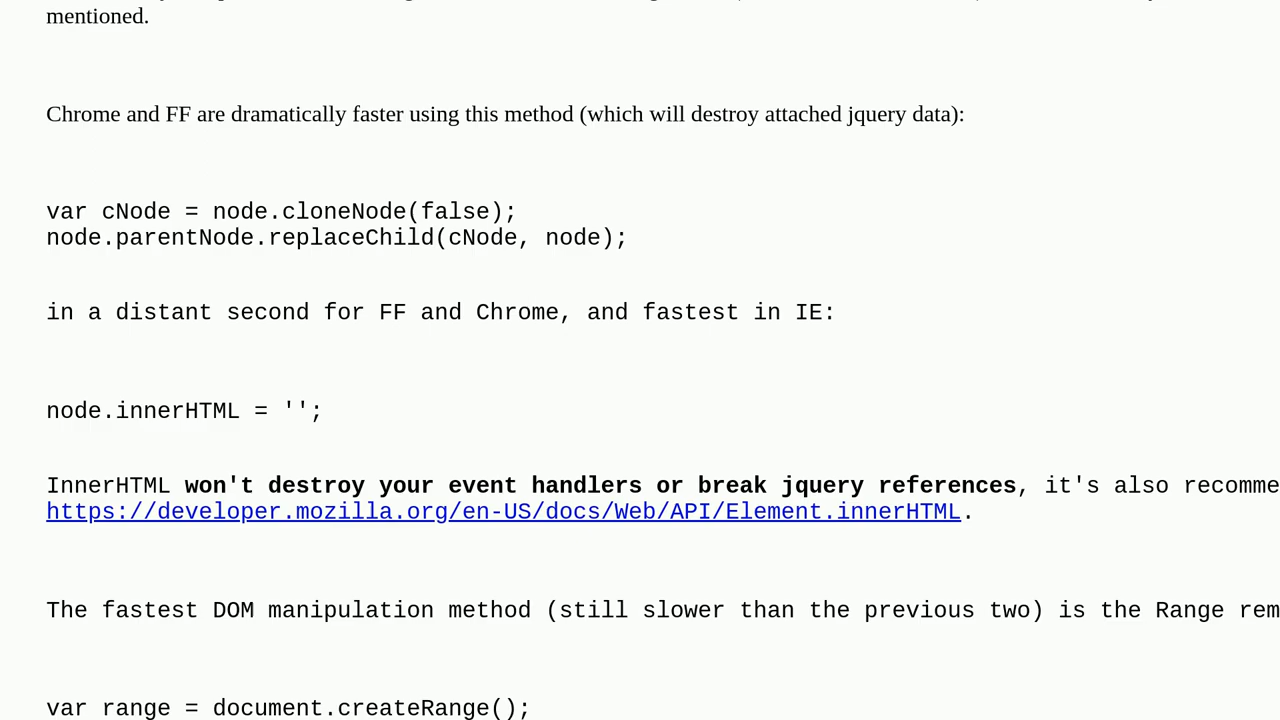 mentioned.
Chrome and FF are dramatically faster using this method (which will destroy attached jquery data):
var cNode = node.cloneNode(false);
node.parentNode.replaceChild(cNode, node);
in a distant second for FF and Chrome, and fastest in IE:
node.innerHTML = '';
InnerHTML won't destroy your event handlers or break jquery references, it's also
https://developer.mozilla.org/en-US/docs/Web/API/Element.innerHTML.
The fastest DOM manipulation method (still slower than the previous two) is the Range
var range = document.createRange();